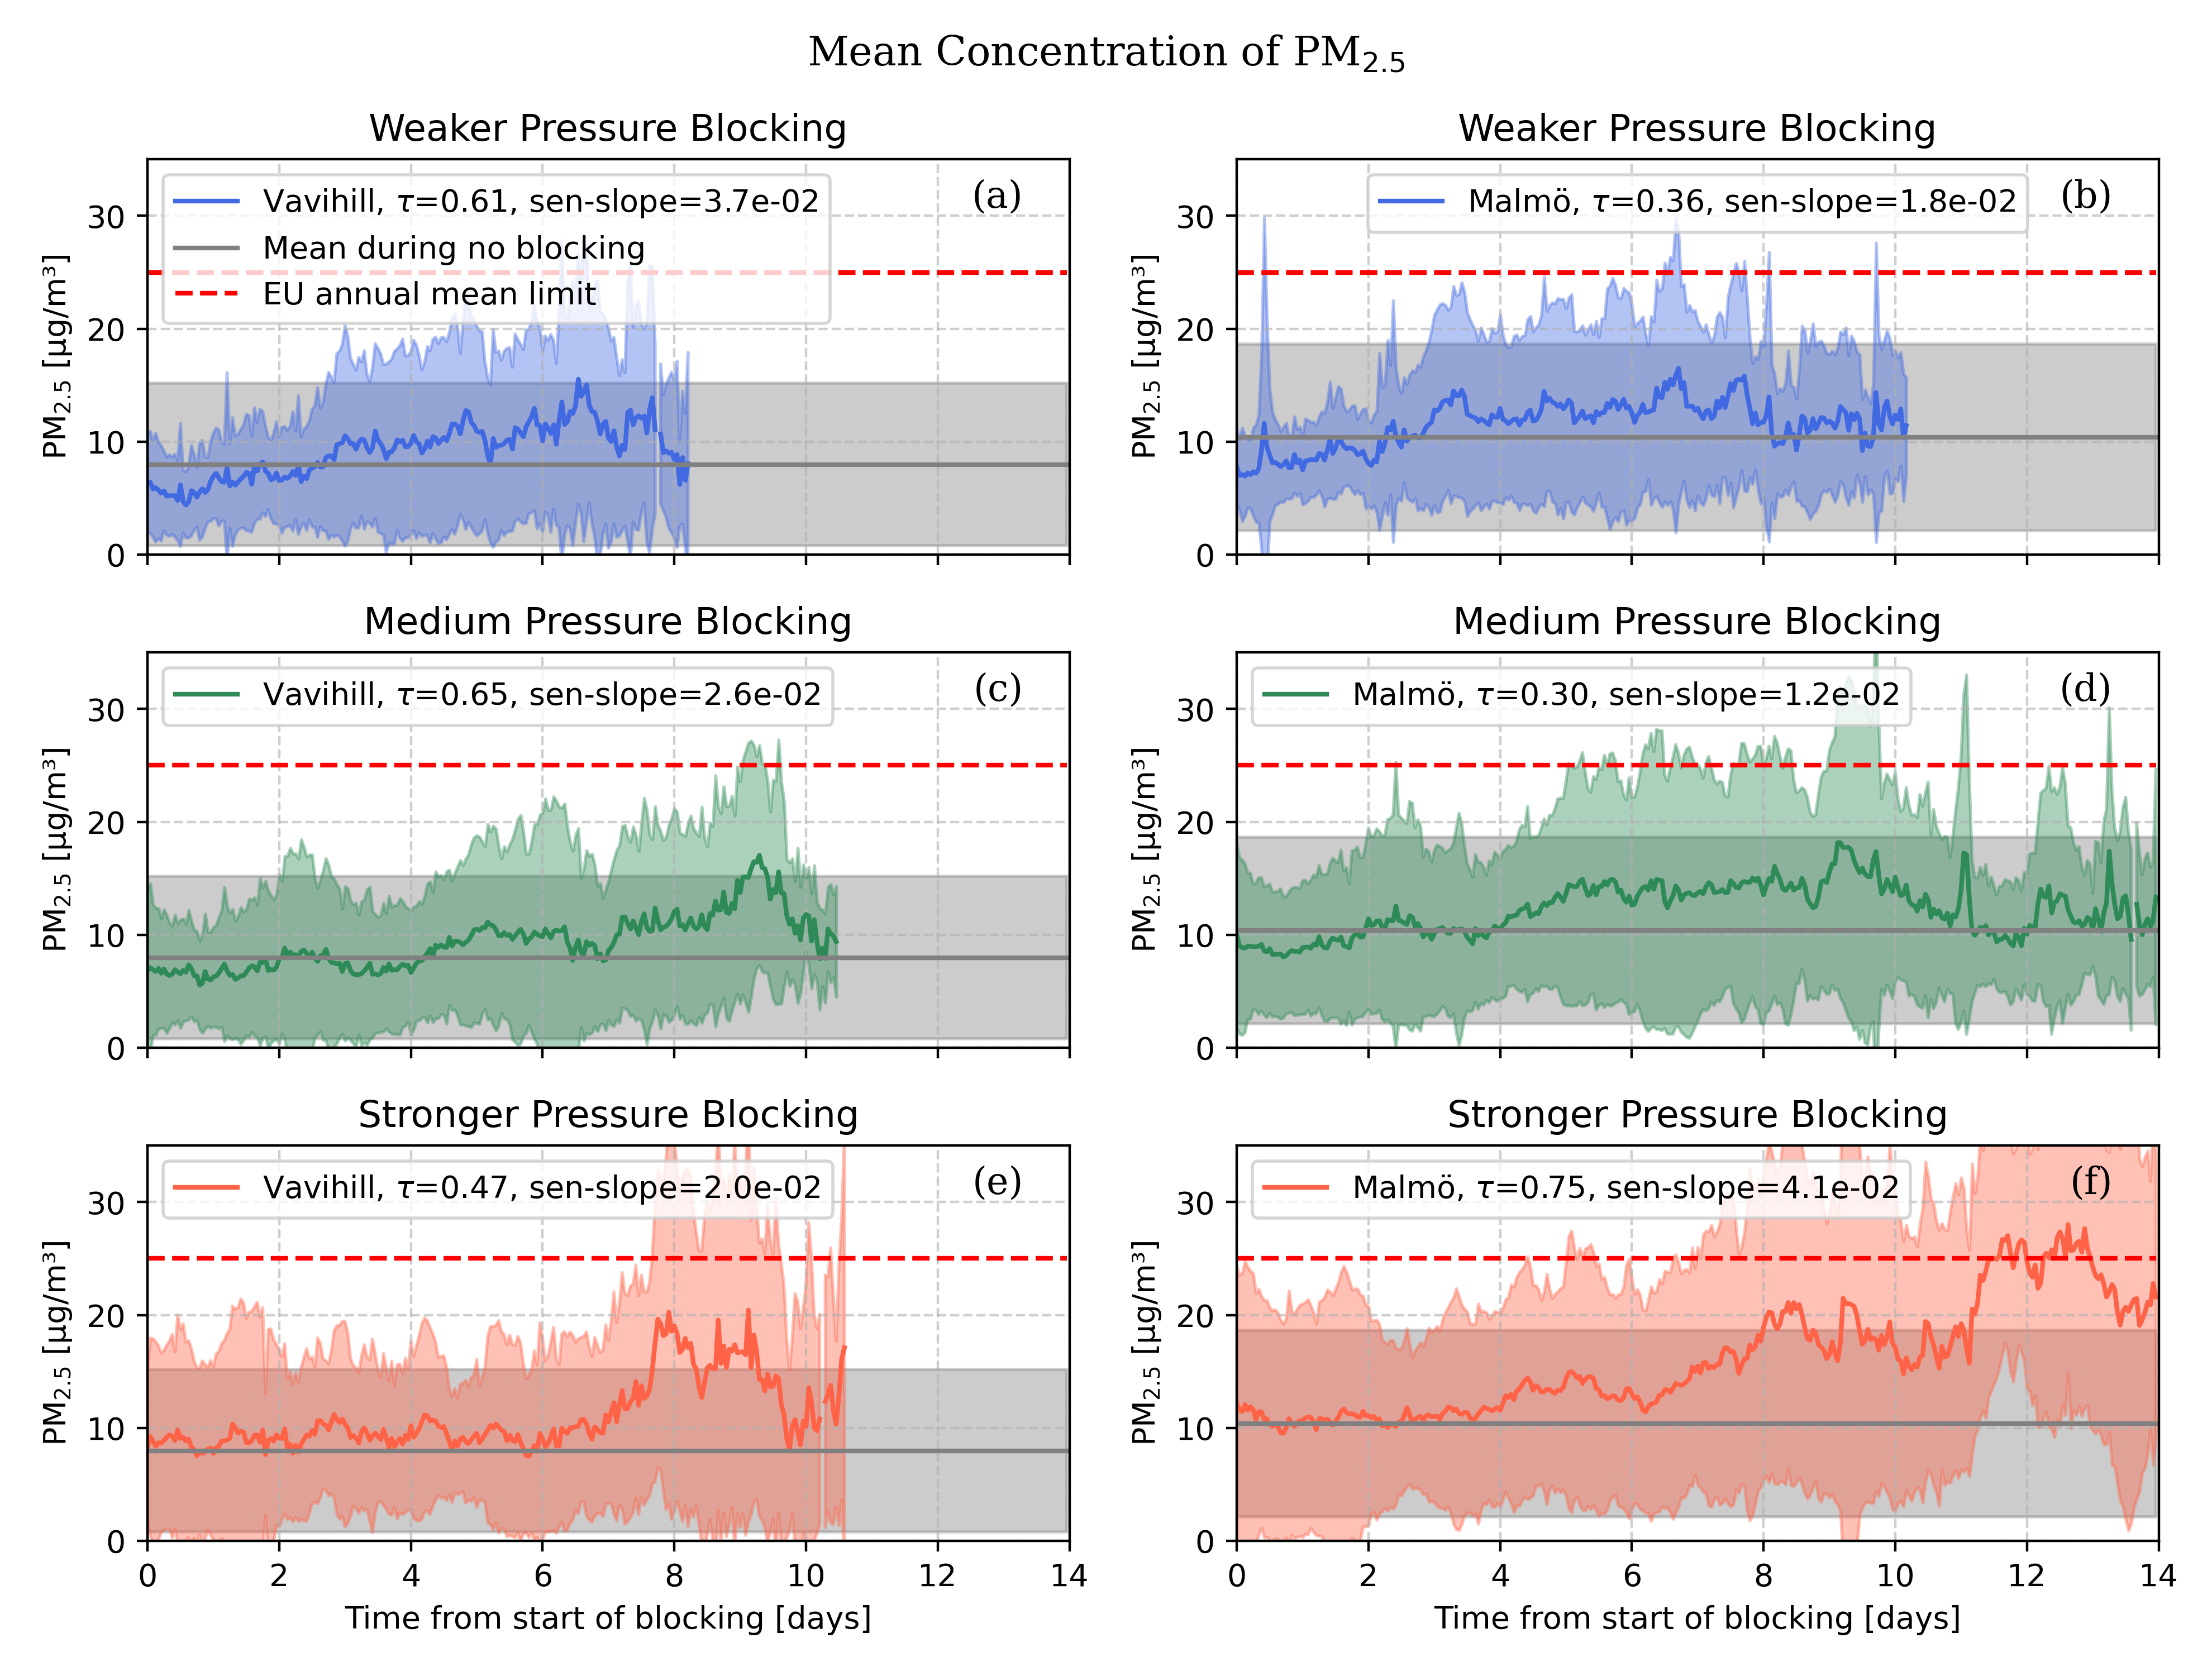 Mean Concentration of PM₂.₅
Weaker Pressure Blocking
Vavihill, τ=0.61, sen-slope=3.7e-02
Mean during no blocking
EU annual mean limit
(a)
PM₂.₅ [µg/m³]
30
20
10
0
Weaker Pressure Blocking
Malmö, τ=0.36, sen-slope=1.8e-02
(b)
PM₂.₅ [µg/m³]
30
20
10
0
Medium Pressure Blocking
Vavihill, τ=0.65, sen-slope=2.6e-02
(c)
PM₂.₅ [µg/m³]
30
20
10
0
Medium Pressure Blocking
Malmö, τ=0.30, sen-slope=1.2e-02
(d)
PM₂.₅ [µg/m³]
30
20
10
0
Stronger Pressure Blocking
Vavihill, τ=0.47, sen-slope=2.0e-02
(e)
PM₂.₅ [µg/m³]
30
20
10
0
0 2 4 6 8 10 12 14
Time from start of blocking [days]
Stronger Pressure Blocking
Malmö, τ=0.75, sen-slope=4.1e-02
(f)
PM₂.₅ [µg/m³]
30
20
10
0
0 2 4 6 8 10 12 14
Time from start of blocking [days]